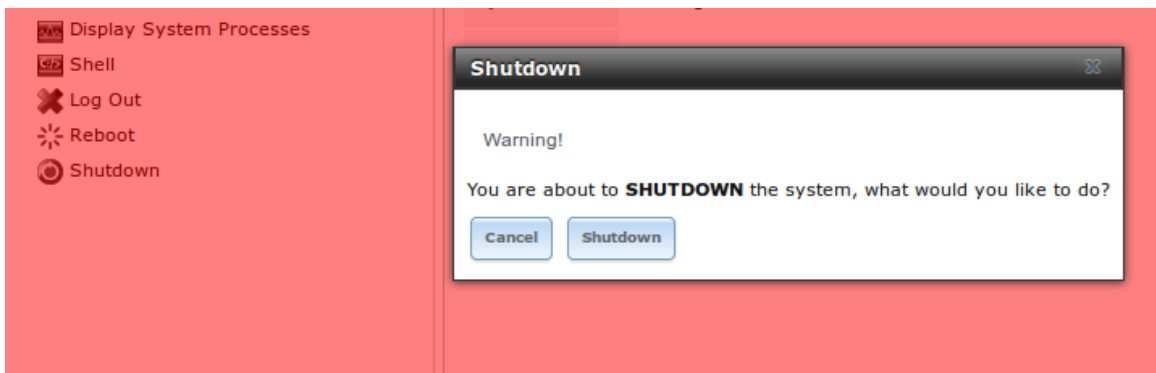 Display System Processes
Shell
Log Out
Reboot
Shutdown
Shutdown
Warning!
You are about to SHUTDOWN the system, what would you like to do?
Cancel Shutdown